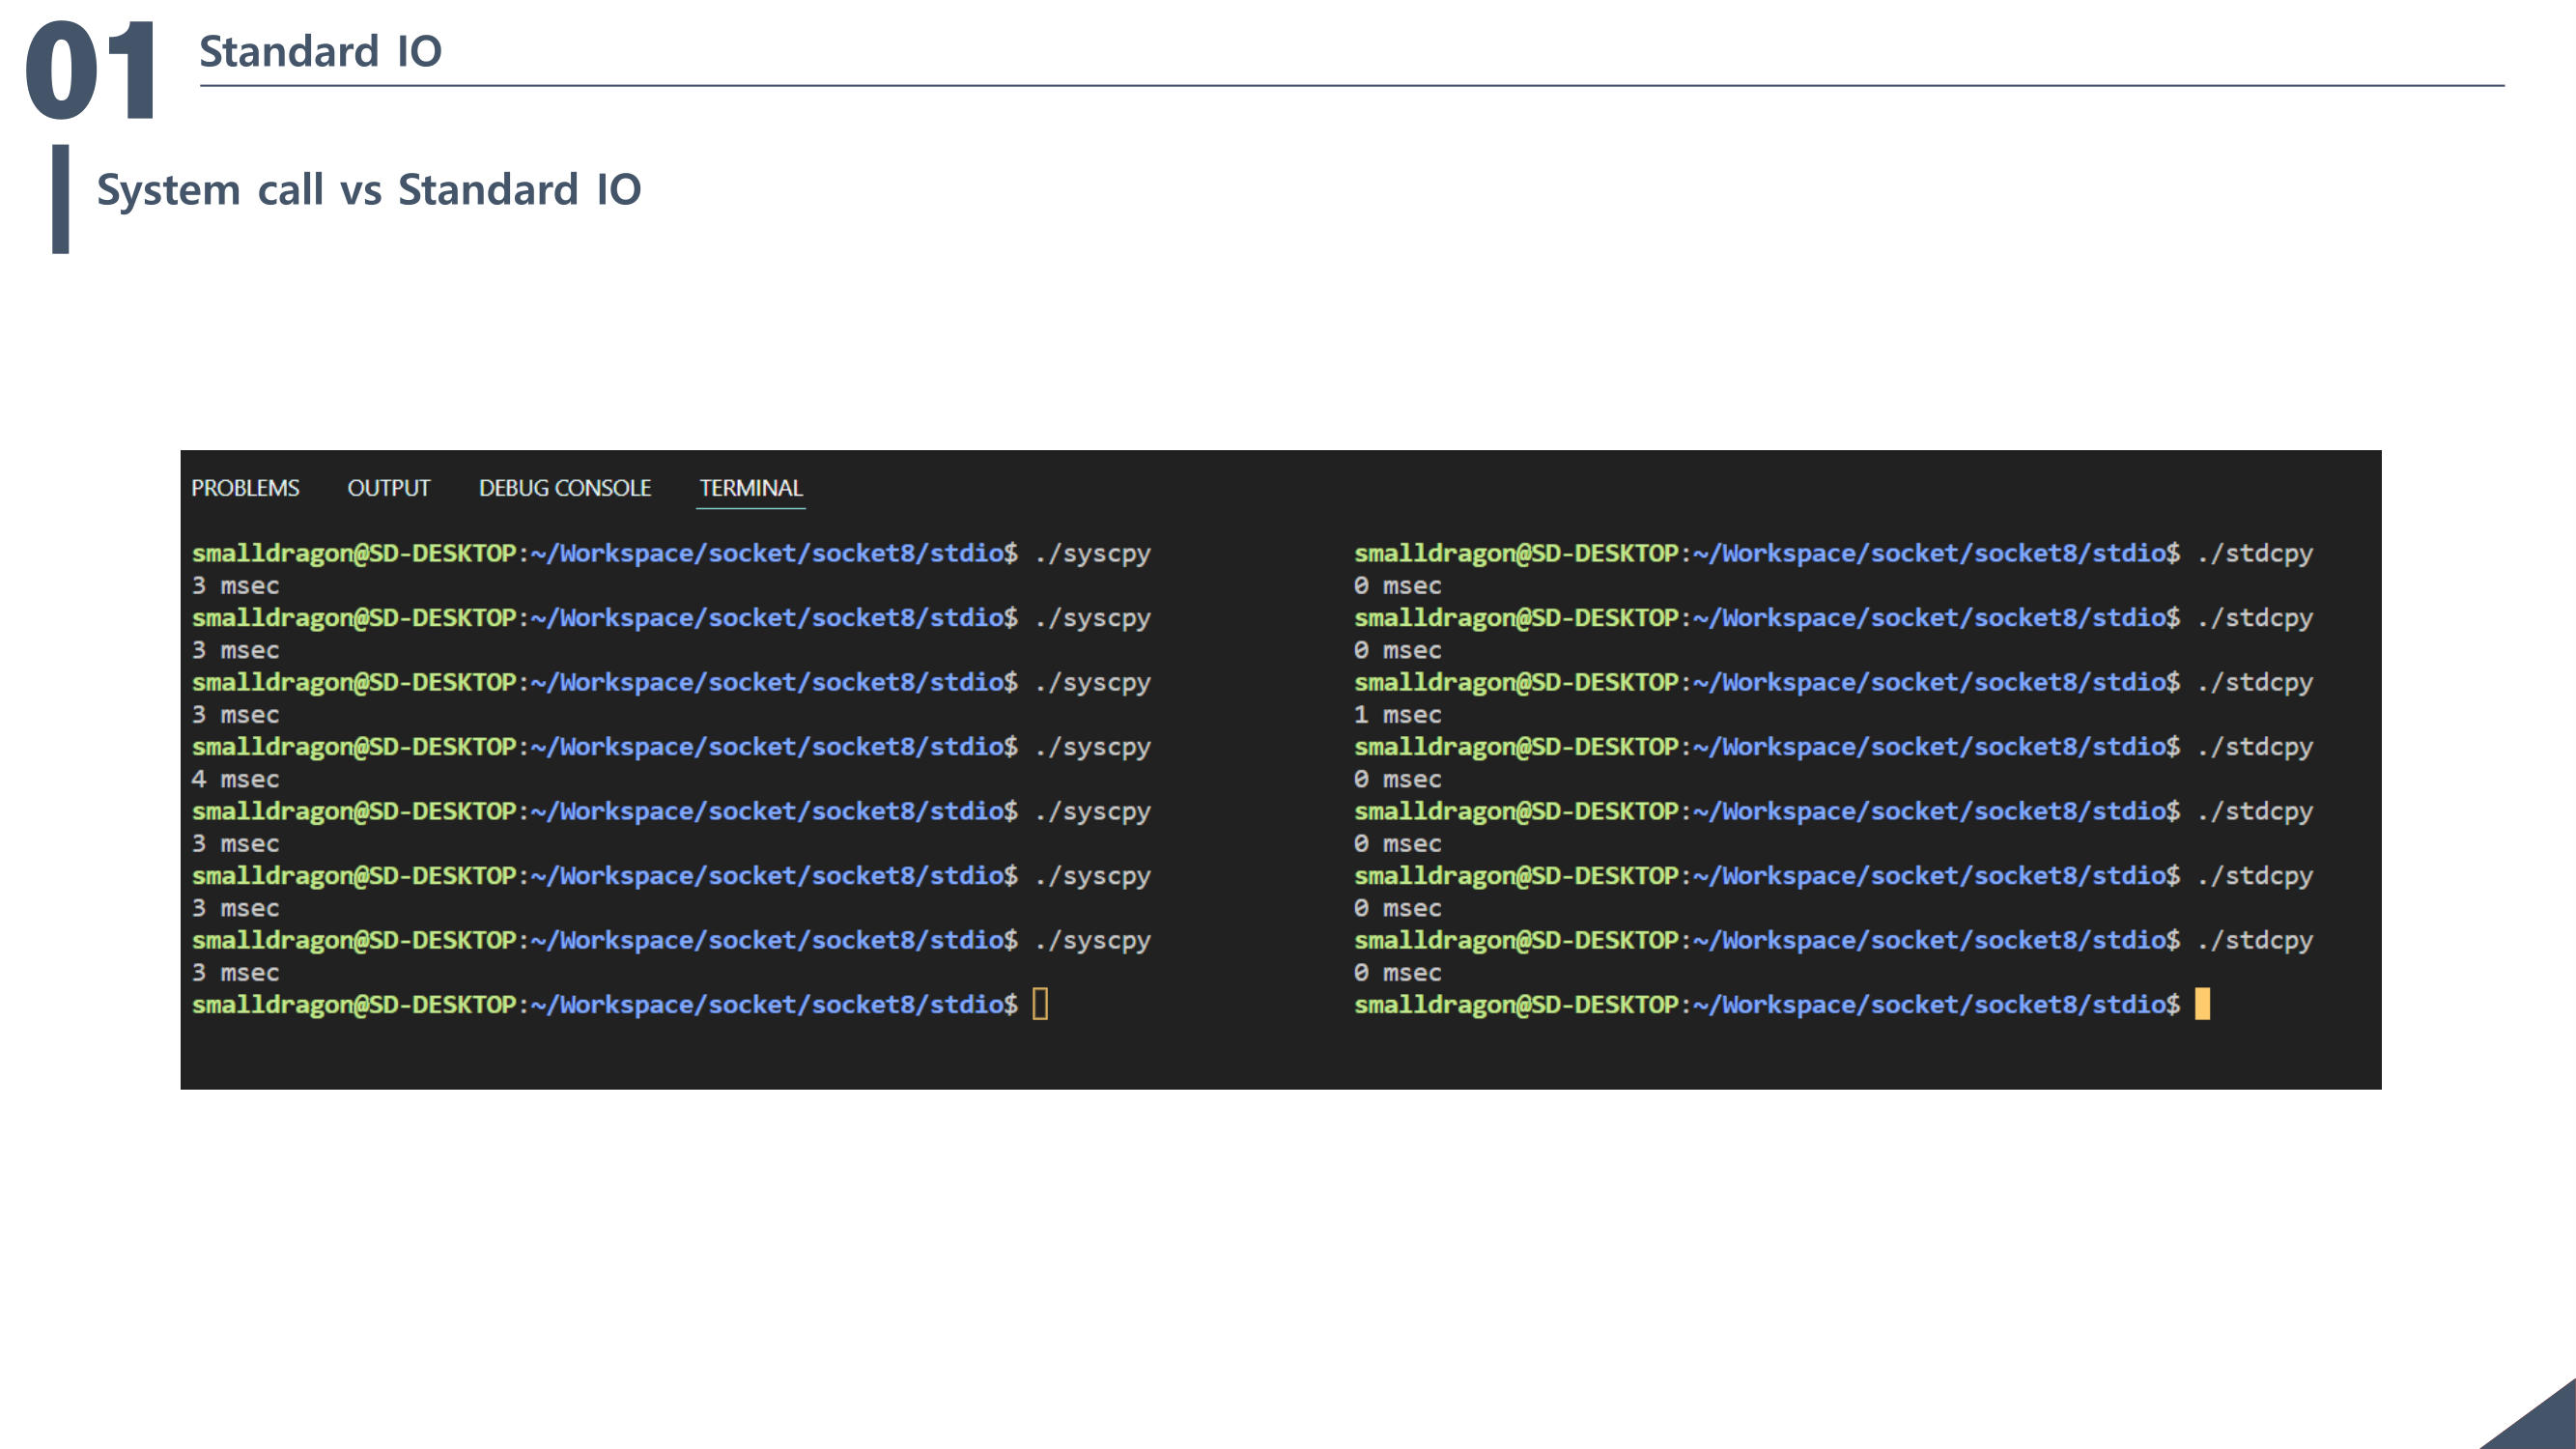 01
Standard IO
System call vs Standard IO
PROBLEMS OUTPUT DEBUG CONSOLE TERMINAL
smalldragon@SD-DESKTOP:~/Workspace/socket/socket8/stdio$ ./syscpy
3 msec
smalldragon@SD-DESKTOP:~/Workspace/socket/socket8/stdio$ ./syscpy
3 msec
smalldragon@SD-DESKTOP:~/Workspace/socket/socket8/stdio$ ./syscpy
3 msec
smalldragon@SD-DESKTOP:~/Workspace/socket/socket8/stdio$ ./syscpy
4 msec
smalldragon@SD-DESKTOP:~/Workspace/socket/socket8/stdio$ ./syscpy
3 msec
smalldragon@SD-DESKTOP:~/Workspace/socket/socket8/stdio$ ./syscpy
3 msec
smalldragon@SD-DESKTOP:~/Workspace/socket/socket8/stdio$ ./syscpy
3 msec
smalldragon@SD-DESKTOP:~/Workspace/socket/socket8/stdio$
smalldragon@SD-DESKTOP:~/Workspace/socket/socket8/stdio$ ./stdcpy
0 msec
smalldragon@SD-DESKTOP:~/Workspace/socket/socket8/stdio$ ./stdcpy
0 msec
smalldragon@SD-DESKTOP:~/Workspace/socket/socket8/stdio$ ./stdcpy
1 msec
smalldragon@SD-DESKTOP:~/Workspace/socket/socket8/stdio$ ./stdcpy
0 msec
smalldragon@SD-DESKTOP:~/Workspace/socket/socket8/stdio$ ./stdcpy
0 msec
smalldragon@SD-DESKTOP:~/Workspace/socket/socket8/stdio$ ./stdcpy
0 msec
smalldragon@SD-DESKTOP:~/Workspace/socket/socket8/stdio$ ./stdcpy
0 msec
smalldragon@SD-DESKTOP:~/Workspace/socket/socket8/stdio$